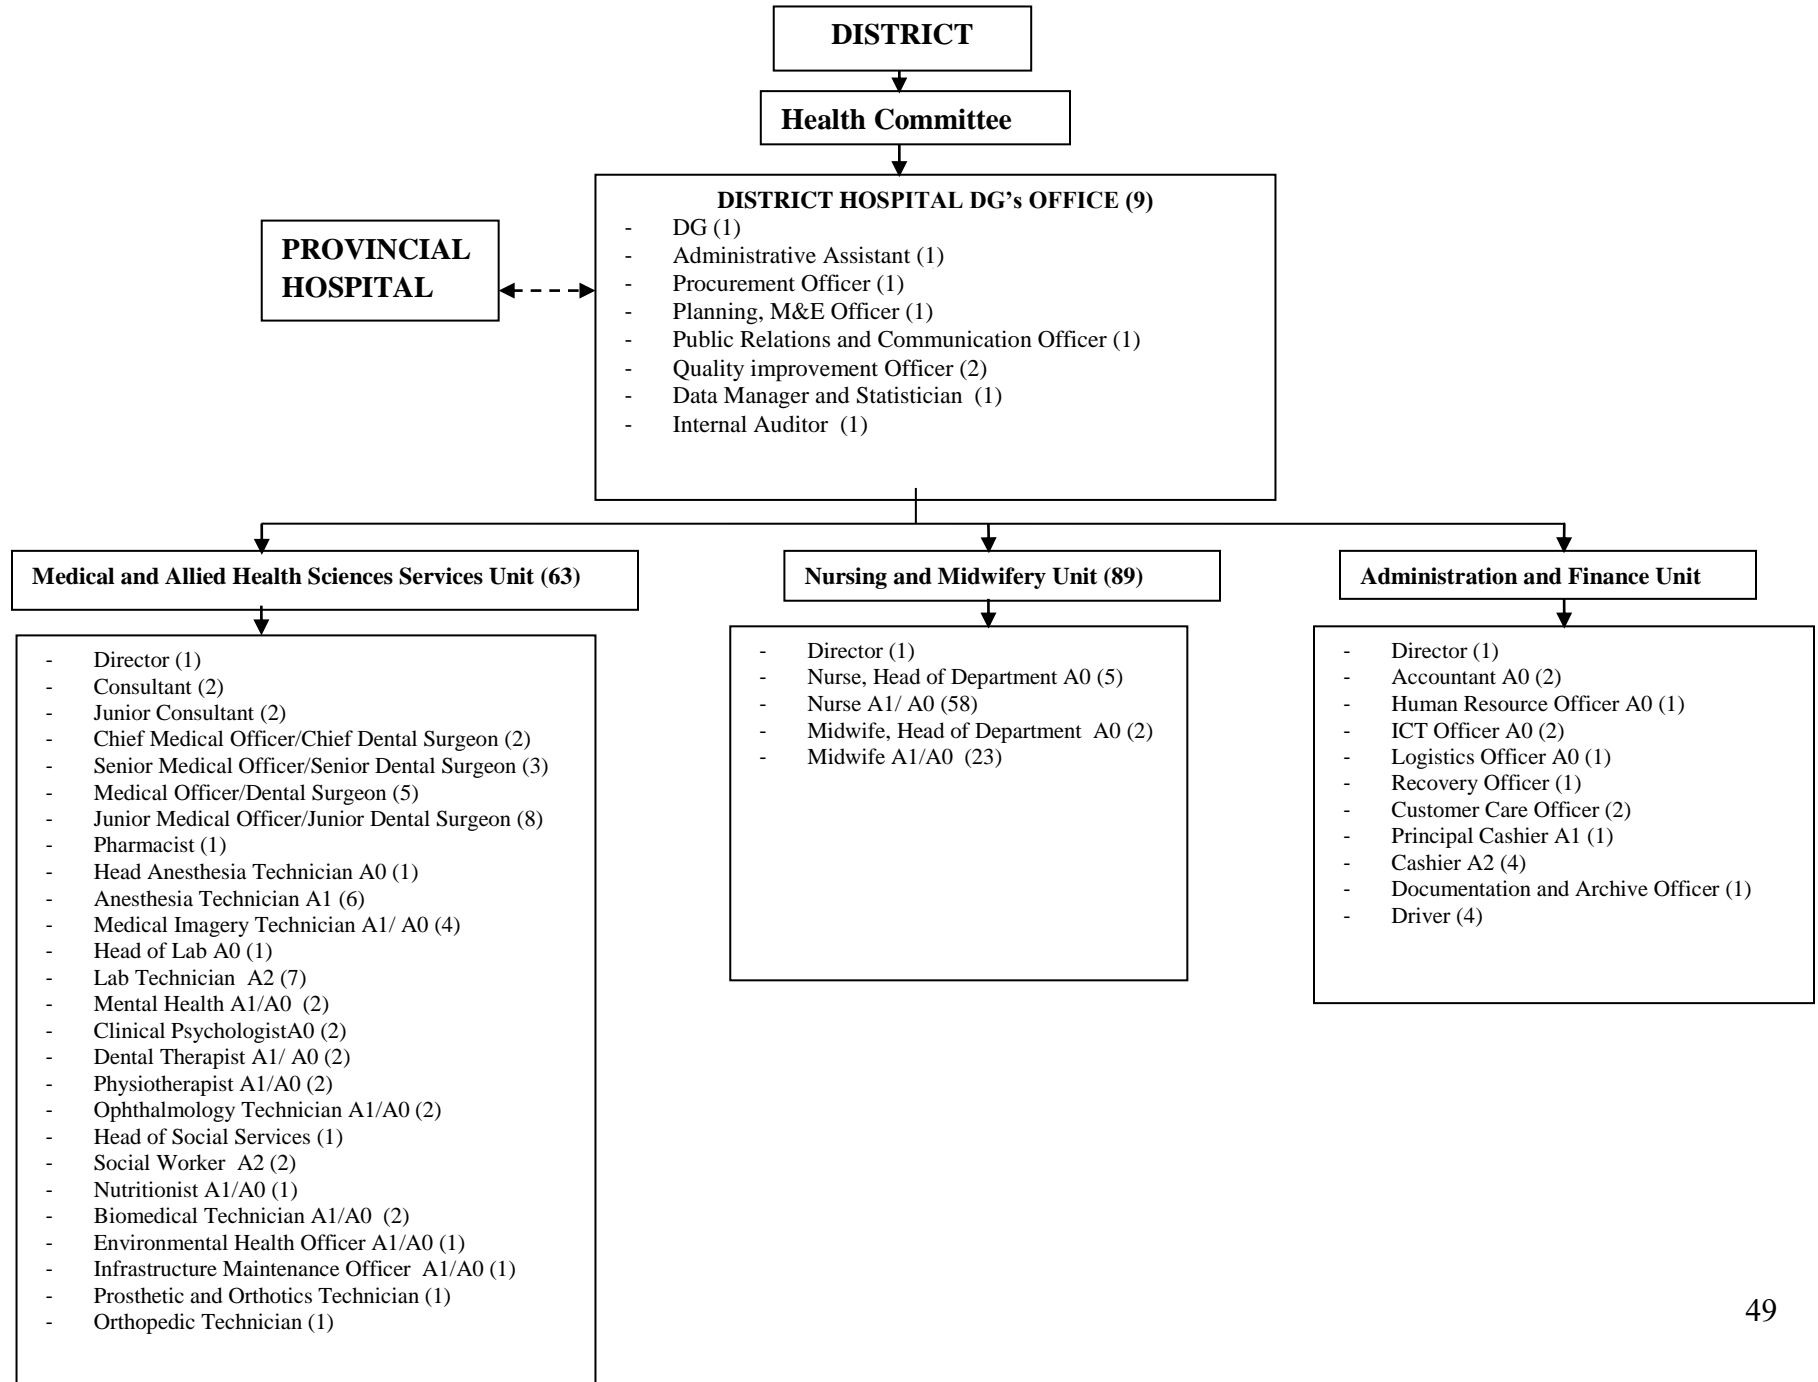 DISTRICT
Health Committee
PROVINCIAL
HOSPITAL
DISTRICT HOSPITAL DG’s OFFICE (9)
- DG (1)
- Administrative Assistant (1)
- Procurement Officer (1)
- Planning, M&E Officer (1)
- Public Relations and Communication Officer (1)
- Quality improvement Officer (2)
- Data Manager and Statistician (1)
- Internal Auditor (1)
Medical and Allied Health Sciences Services Unit (63)
- Director (1)
- Consultant (2)
- Junior Consultant (2)
- Chief Medical Officer/Chief Dental Surgeon (2)
- Senior Medical Officer/Senior Dental Surgeon (3)
- Medical Officer/Dental Surgeon (5)
- Junior Medical Officer/Junior Dental Surgeon (8)
- Pharmacist (1)
- Head Anesthesia Technician A0 (1)
- Anesthesia Technician A1 (6)
- Medical Imagery Technician A1/ A0 (4)
- Head of Lab A0 (1)
- Lab Technician A2 (7)
- Mental Health A1/A0 (2)
- Clinical PsychologistA0 (2)
- Dental Therapist A1/ A0 (2)
- Physiotherapist A1/A0 (2)
- Ophthalmology Technician A1/A0 (2)
- Head of Social Services (1)
- Social Worker A2 (2)
- Nutritionist A1/A0 (1)
- Biomedical Technician A1/A0 (2)
- Environmental Health Officer A1/A0 (1)
- Infrastructure Maintenance Officer A1/A0 (1)
- Prosthetic and Orthotics Technician (1)
- Orthopedic Technician (1)
Nursing and Midwifery Unit (89)
- Director (1)
- Nurse, Head of Department A0 (5)
- Nurse A1/ A0 (58)
- Midwife, Head of Department A0 (2)
- Midwife A1/A0 (23)
Administration and Finance Unit
- Director (1)
- Accountant A0 (2)
- Human Resource Officer A0 (1)
- ICT Officer A0 (2)
- Logistics Officer A0 (1)
- Recovery Officer (1)
- Customer Care Officer (2)
- Principal Cashier A1 (1)
- Cashier A2 (4)
- Documentation and Archive Officer (1)
- Driver (4)
49